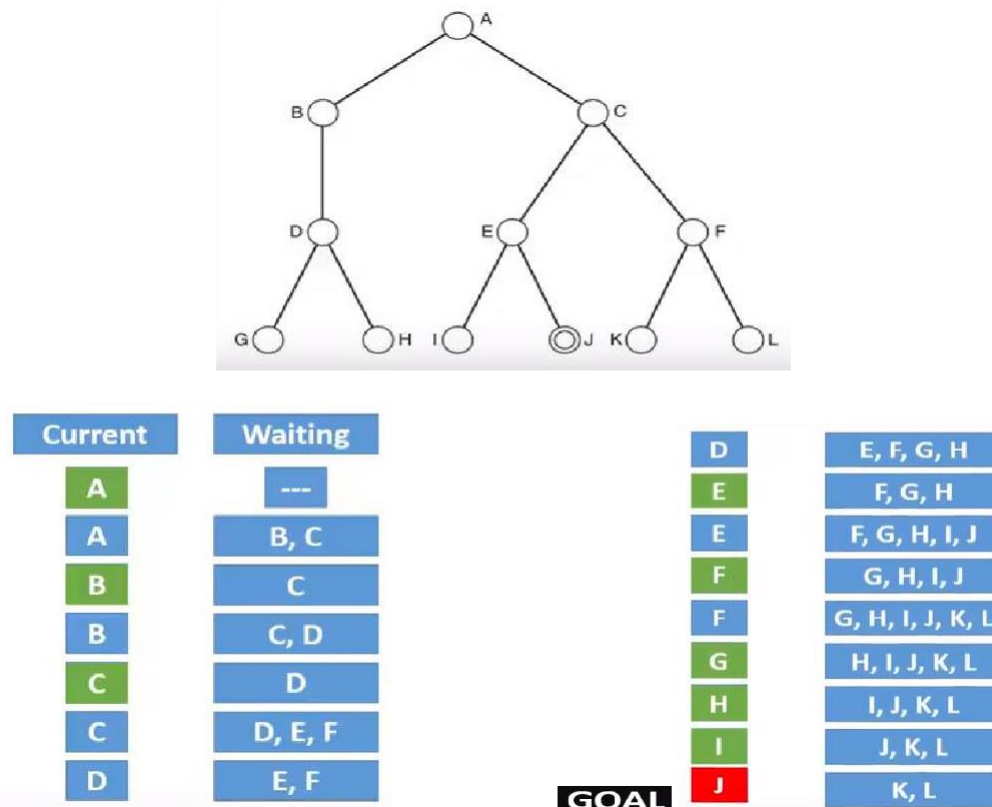 A
B C
D E F
G H I J K L
Current Waiting
A ---
A B, C
B C
B C, D
C D
C D, E, F
D E, F
D E, F, G, H
E F, G, H
E F, G, H, I, J
F G, H, I, J
F G, H, I, J, K, L
G H, I, J, K, L
H I, J, K, L
I J, K, L
GOAL J K, L